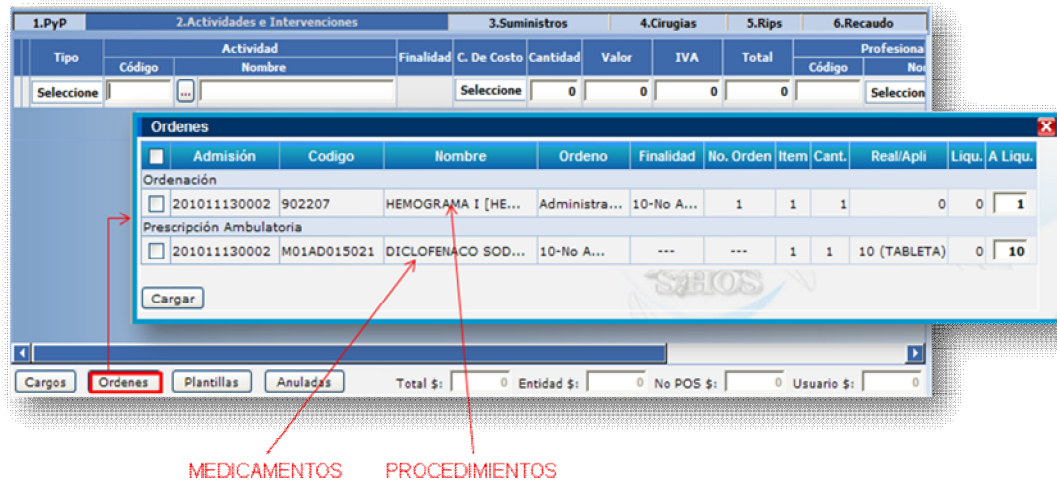 1.PyP 2.Actividades e Intervenciones 3.Suministros 4.Cirugias 5.Rips 6.Recaudo
Tipo Actividad Finalidad C. De Costo Cantidad Valor IVA Total Profesiona
Código Nombre Código No
Seleccione ... Seleccione 0 0 0 0 Seleccion
Ordenes
Admisión Codigo Nombre Ordeno Finalidad No. Orden Item Cant. Real/Apli Liqu. A Liqu.
Ordenación
201011130002 902207 HEMOGRAMA I [HE... Administra... 10-No A... 1 1 1 0 0 1
Prescripción Ambulatoria
201011130002 M01AD015021 DICLOFENACO SOD... 10-No A... --- --- 1 1 10 (TABLETA) 0 10
SIHOS
Cargar
Cargos Ordenes Plantillas Anuladas Total $: 0 Entidad $: 0 No POS $: 0 Usuario $: 0
MEDICAMENTOS PROCEDIMIENTOS